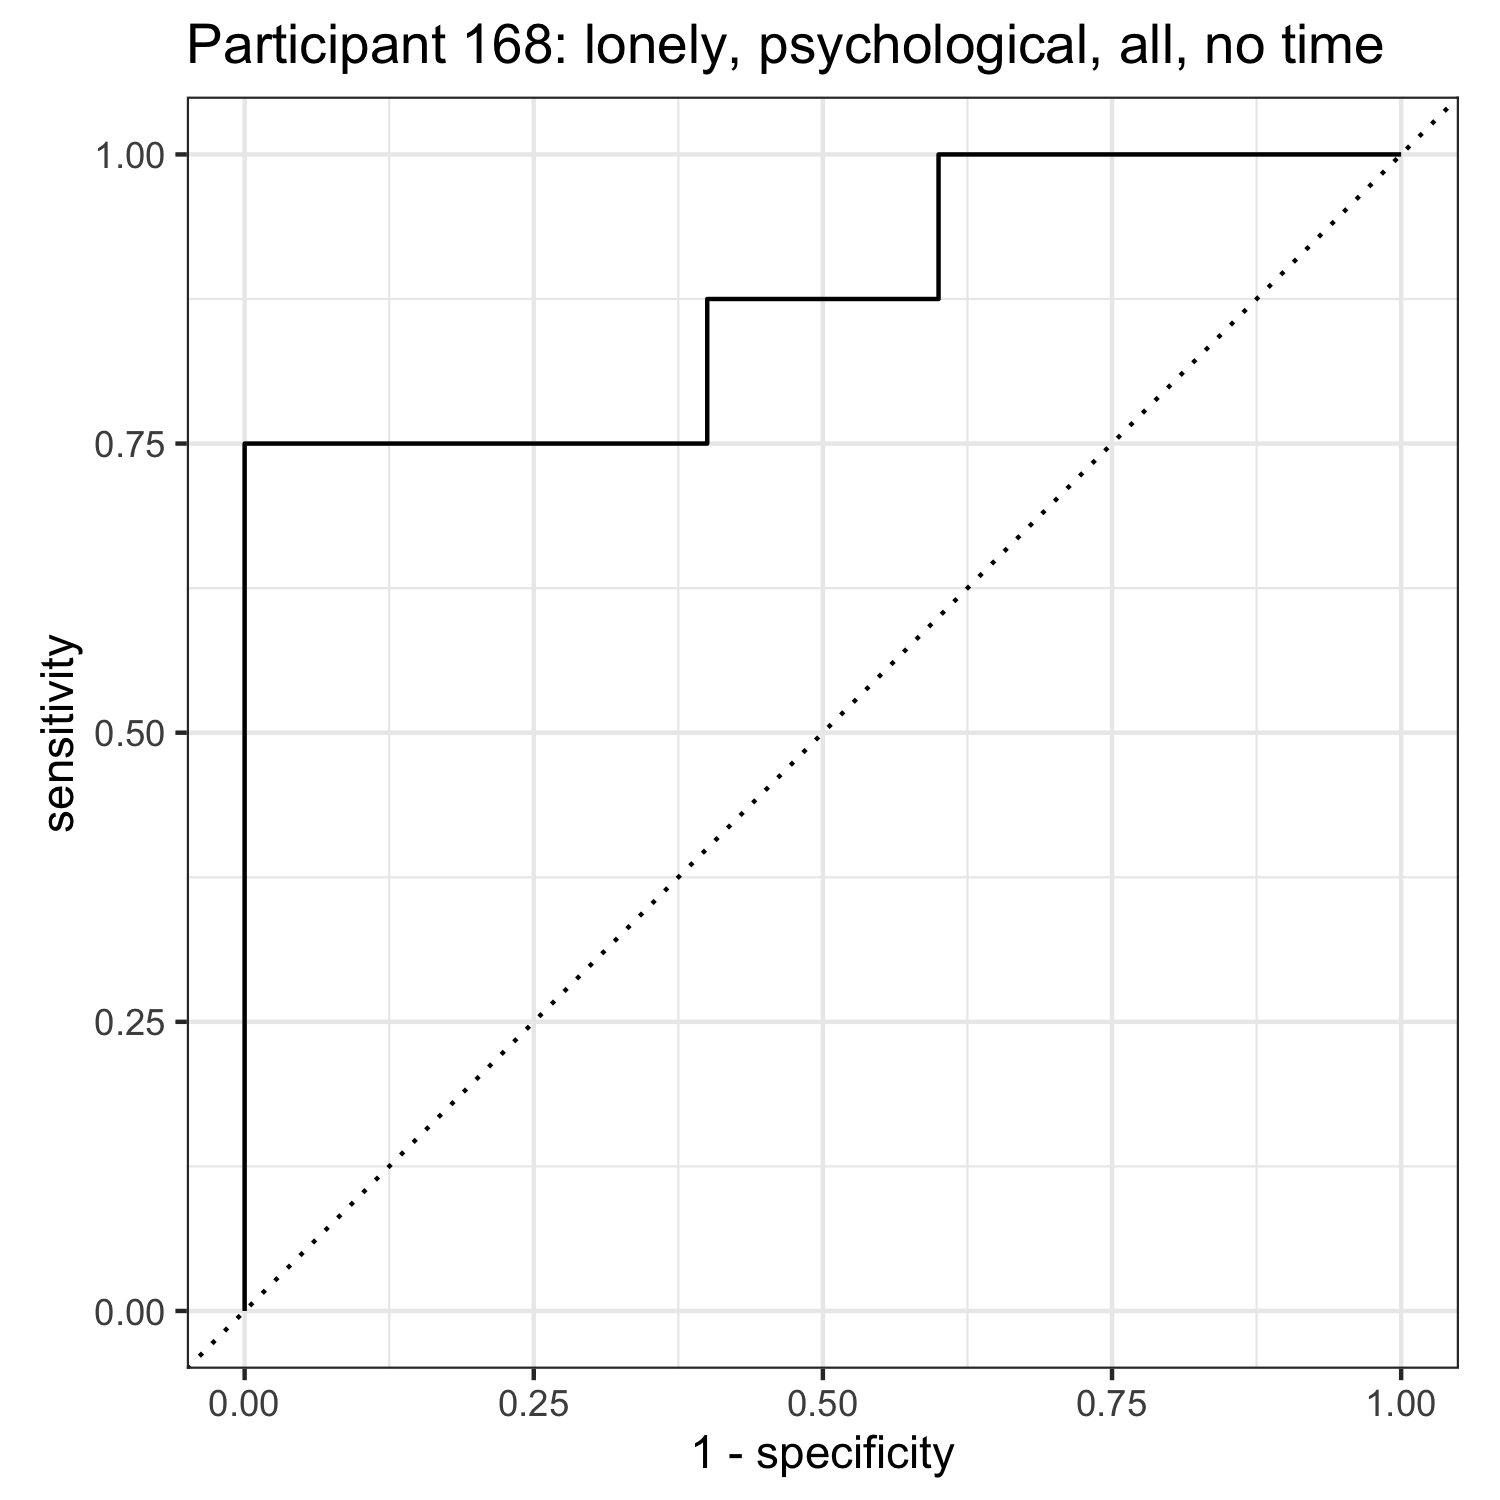 Participant 168: lonely, psychological, all, no time
1.00
0.75
0.50
0.25
0.00
sensitivity
0.00 0.25 0.50 0.75 1.00
1 - specificity